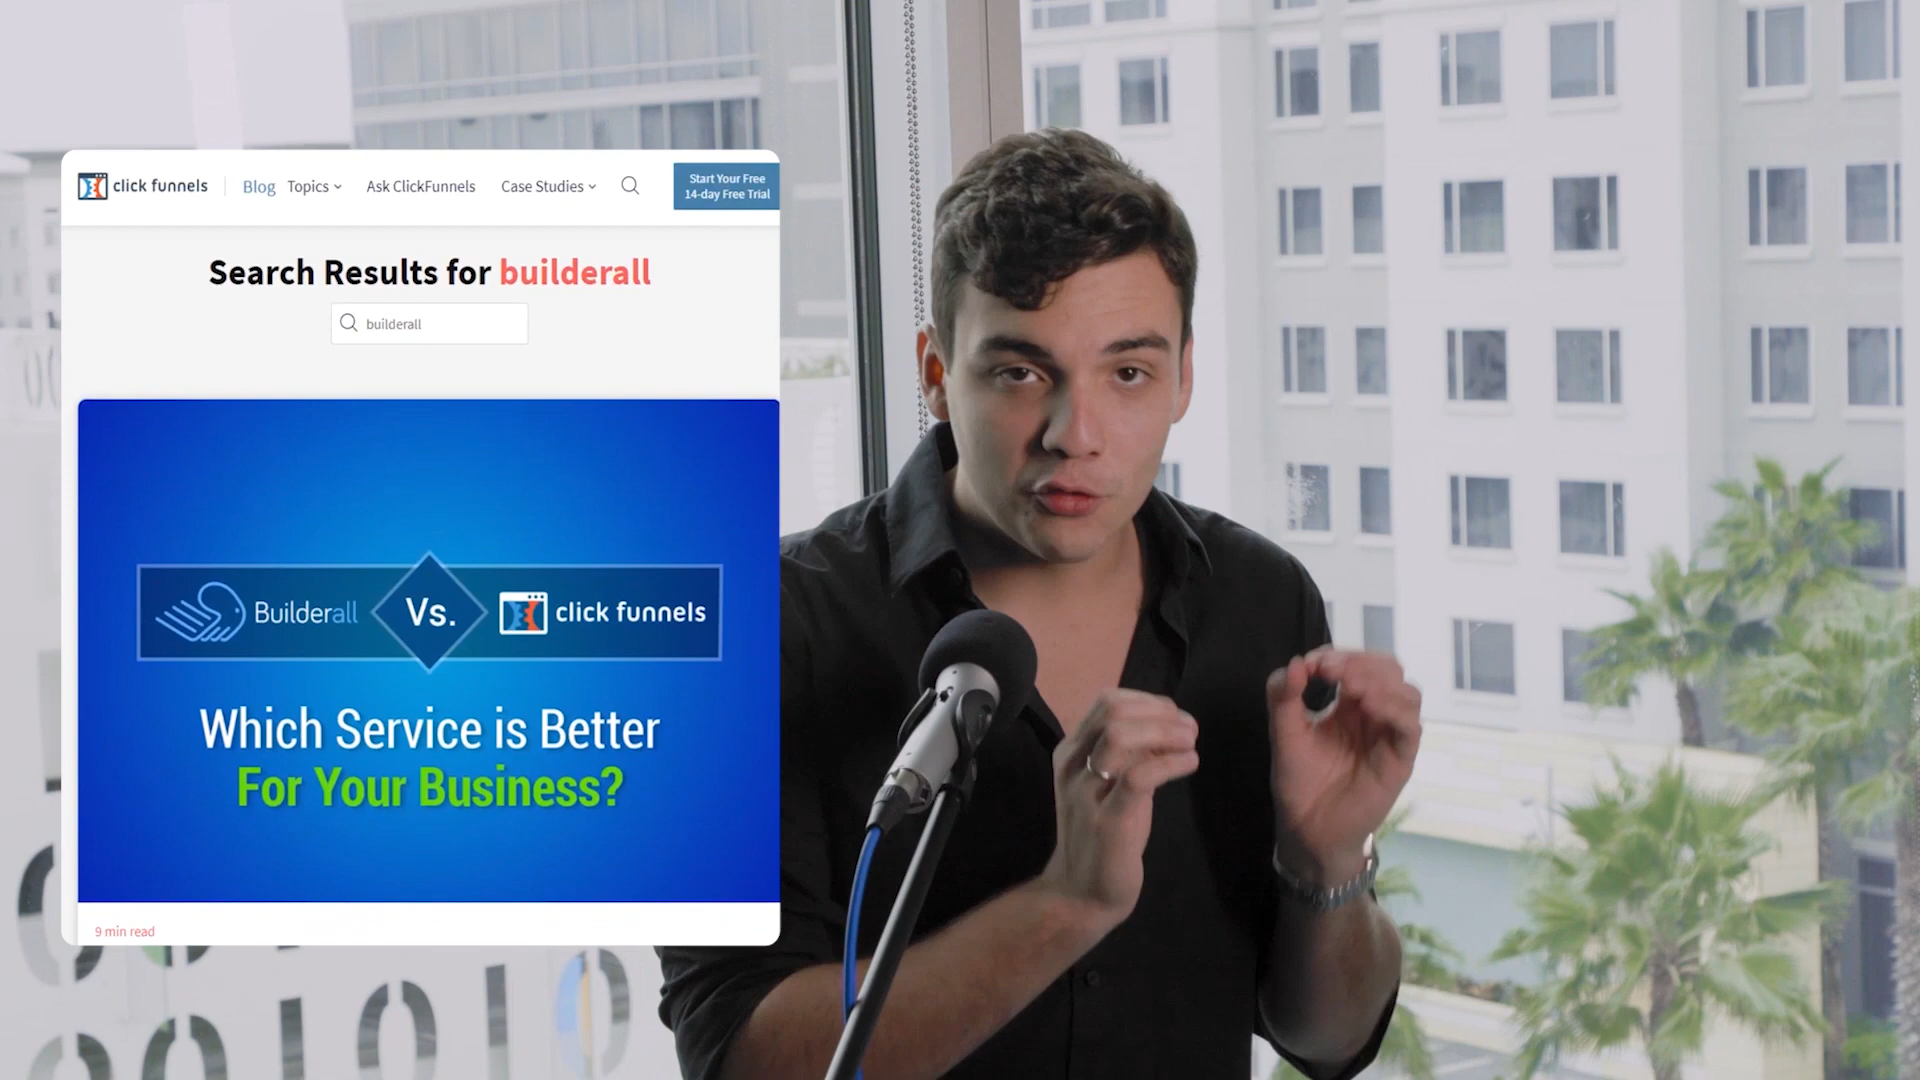 click funnels Blog Topics Ask ClickFunnels Case Studies
Start Your Free
14-day Free Trial
Search Results for builderall
builderall
Builderall Vs. click funnels
Which Service is Better
For Your Business?
9 min read